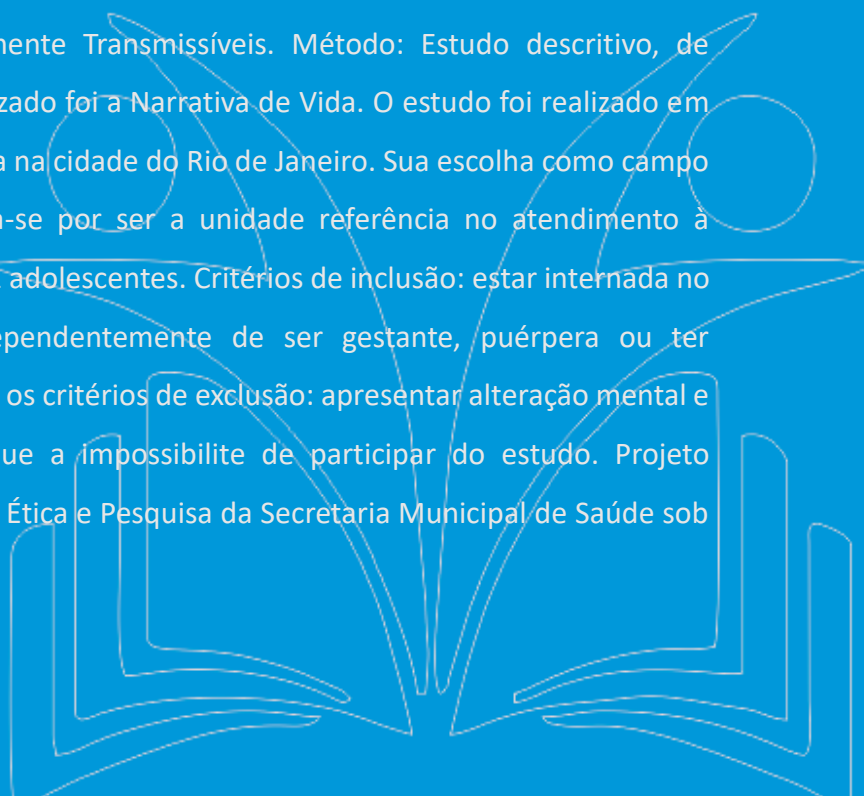 mente Transmissíveis. Método: Estudo descritivo, de
zado foi a Narrativa de Vida. O estudo foi realizado em
a na cidade do Rio de Janeiro. Sua escolha como campo
-se por ser a unidade referência no atendimento à
adolescentes. Critérios de inclusão: estar internada no
ependentemente de ser gestante, puérpera ou ter
os critérios de exclusão: apresentar alteração mental e
ue a impossibilite de participar do estudo. Projeto
Ética e Pesquisa da Secretaria Municipal de Saúde sob